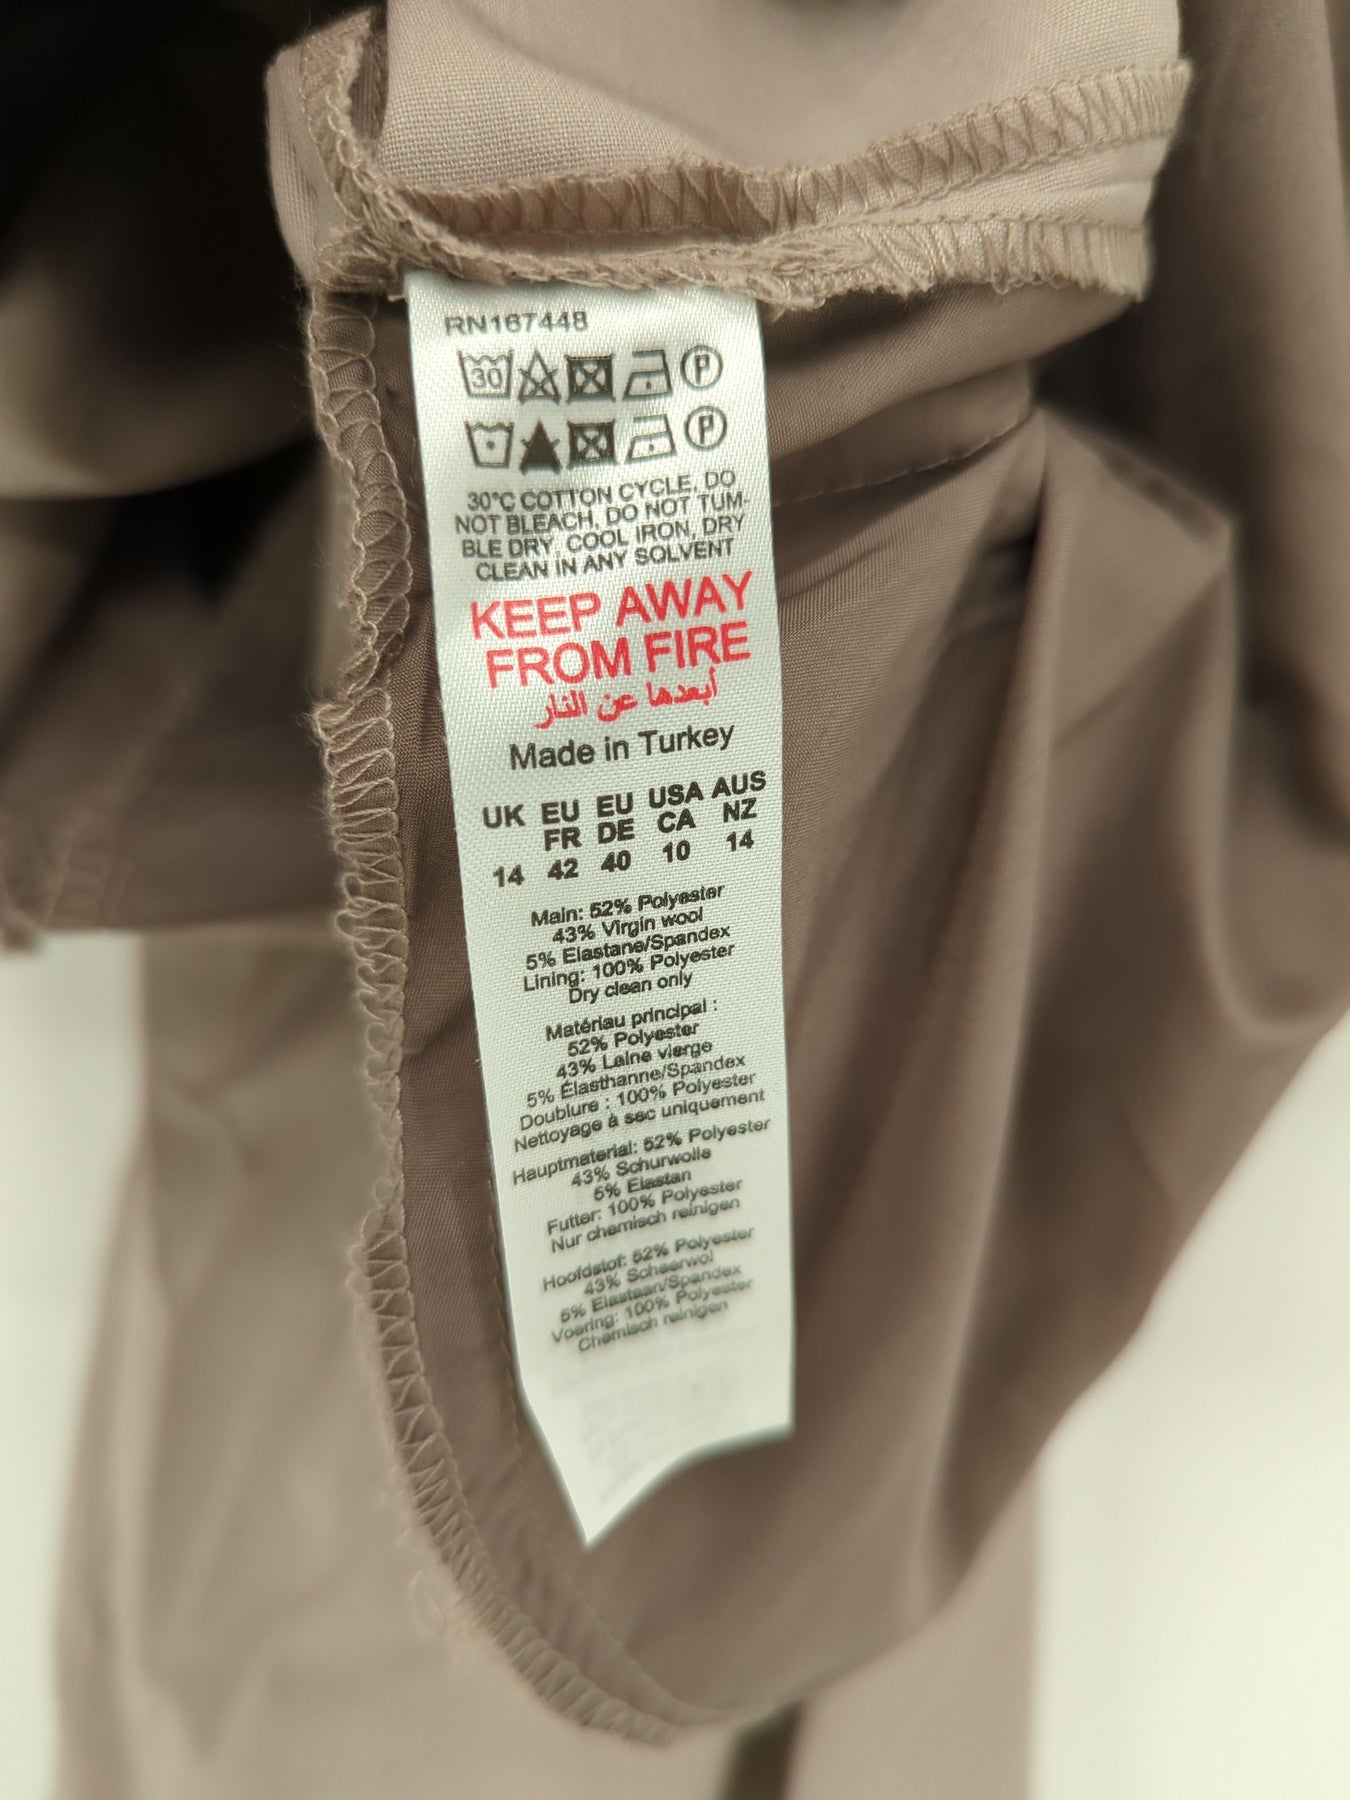 RN167448
30
P
P
30°C COTTON CYCLE, DO
NOT BLEACH, DO NOT TUM-
BLE DRY, COOL IRON, DRY
CLEAN IN ANY SOLVENT
KEEP AWAY
FROM FIRE
أبعدها عن النار
Made in Turkey
UK EU EU USA AUS
FR DE CA NZ
14 42 40 10 14
Main: 52% Polyester
43% Virgin wool
5% Elastane/Spandex
Lining: 100% Polyester
Dry clean only
Matériau principal :
52% Polyester
43% Laine vierge
5% Élasthanne/Spandex
Doublure : 100% Polyester
Nettoyage à sec uniquement
Hauptmaterial: 52% Polyester
43% Schurwolle
5% Elastan
Futter: 100% Polyester
Nur chemisch reinigen
Hoofdstof: 52% Polyester
43% Scheerwol
5% Elastaan/Spandex
Voering: 100% Polyester
Chemisch reinigen